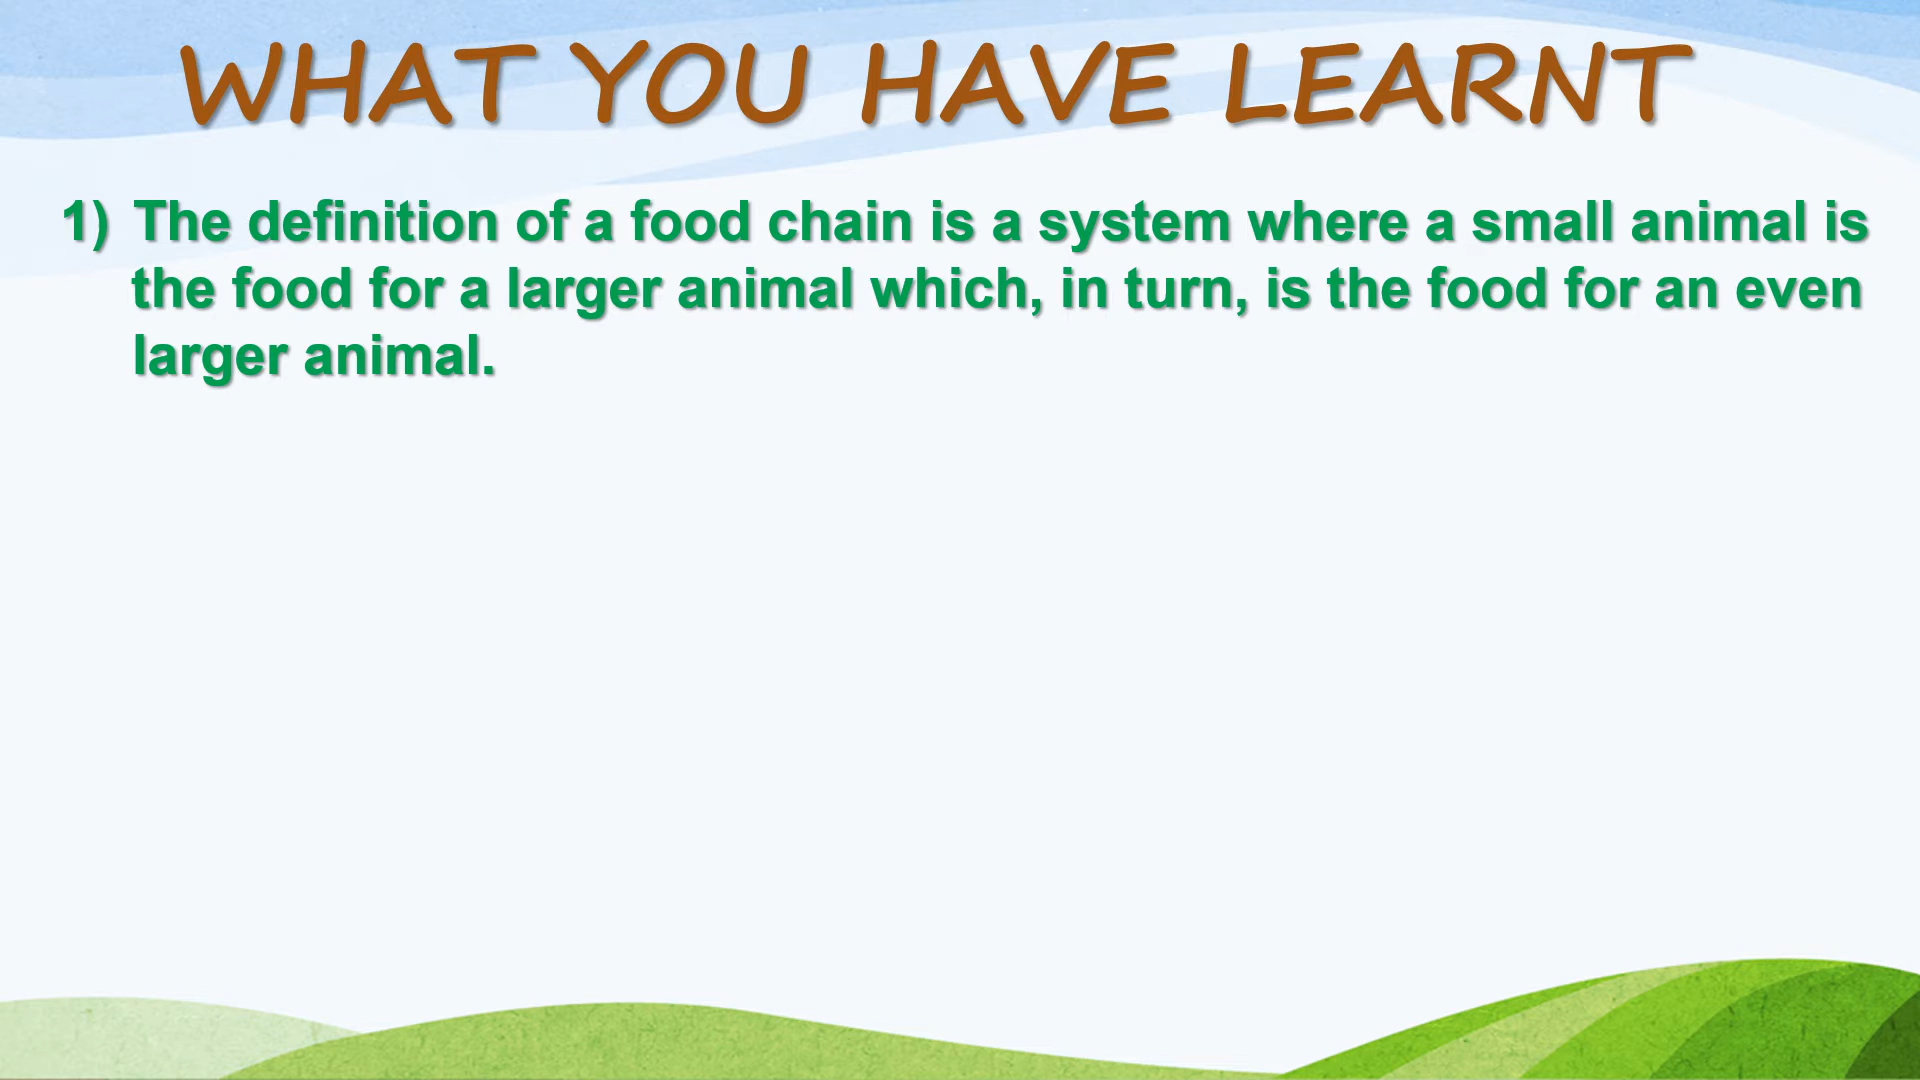 WHAT YOU HAVE LEARNT
1) The definition of a food chain is a system where a small animal is
the food for a larger animal which, in turn, is the food for an even
larger animal.